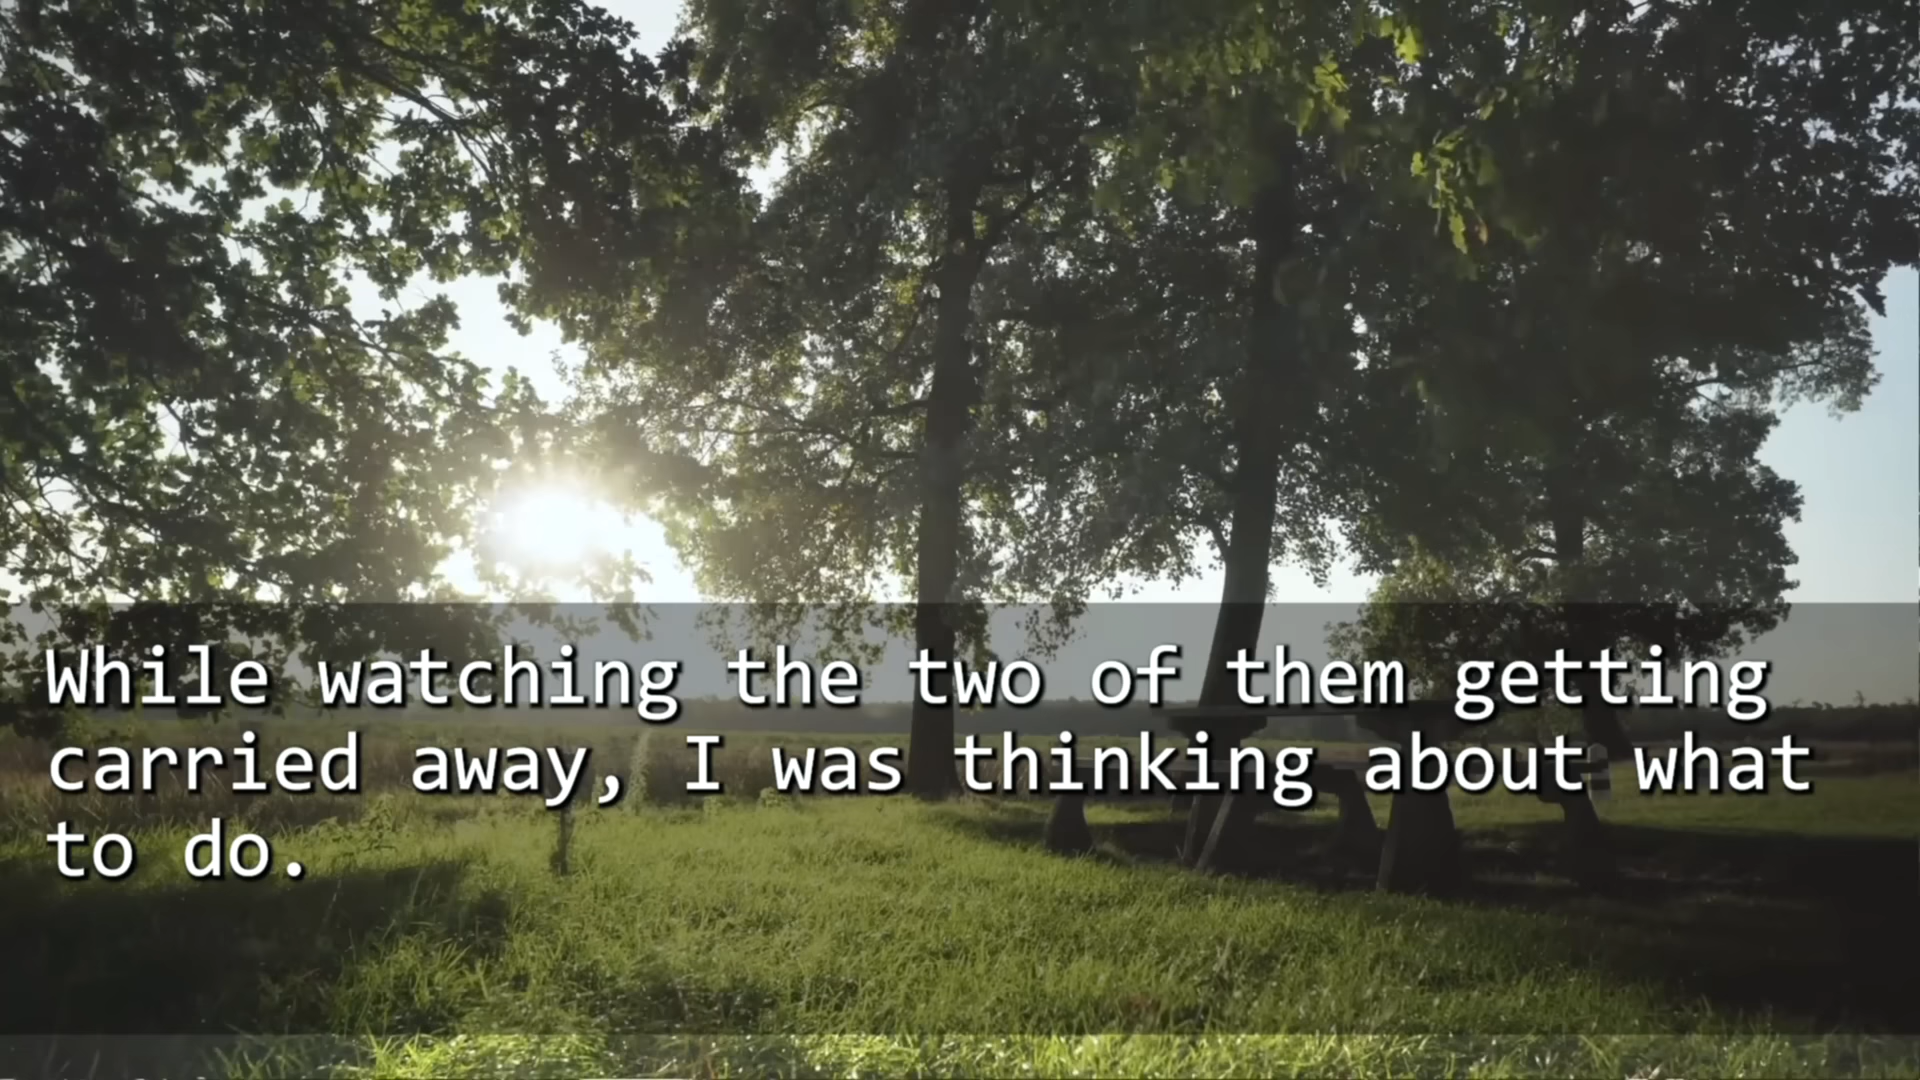 While watching the two of them getting
carried away, I was thinking about what
to do.